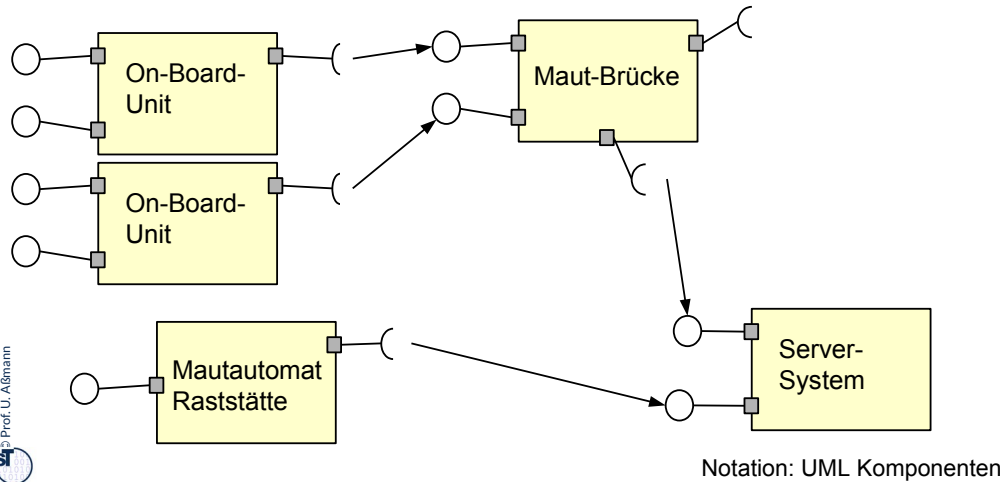 On-Board-
Unit
Maut-Brücke
On-Board-
Unit
Mautautomat
Raststätte
Server-
System
© Prof. U. Aßmann
Notation: UML Komponenten